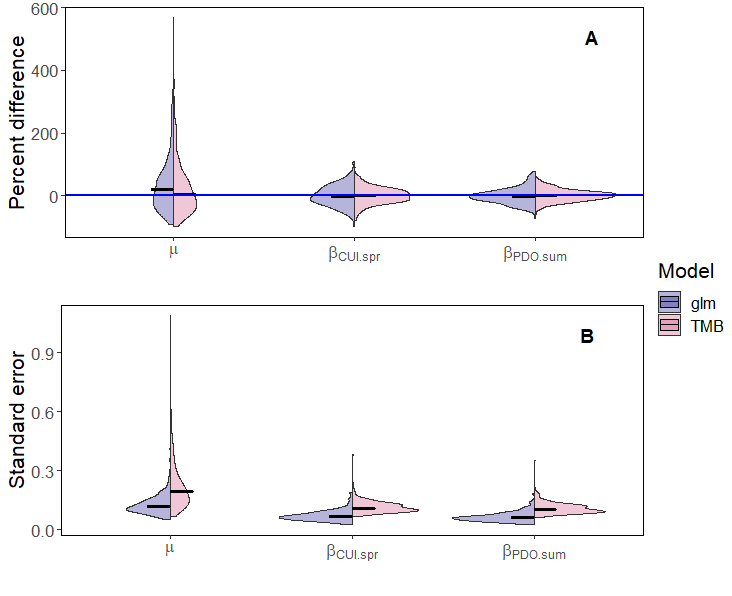 A
Percent difference
600
400
200
0
μ
βCUI.spr
βPDO.sum
Model
glm
TMB
B
Standard error
0.9
0.6
0.3
0.0
μ
βCUI.spr
βPDO.sum